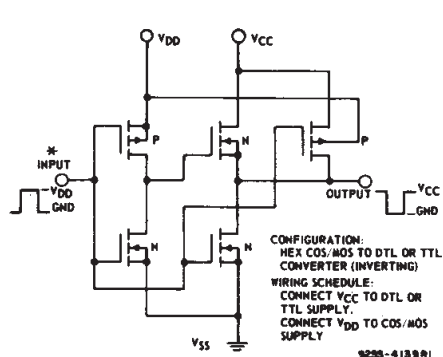 VDD
VCC
P
N
P
*
INPUT
VDD
GND
OUTPUT
VCC
GND
N
N
CONFIGURATION:
HEX COS/MOS TO DTL OR TTL
CONVERTER (INVERTING)
WIRING SCHEDULE:
CONNECT VCC TO DTL OR
TTL SUPPLY.
CONNECT VDD TO COS/MOS
SUPPLY
VSS